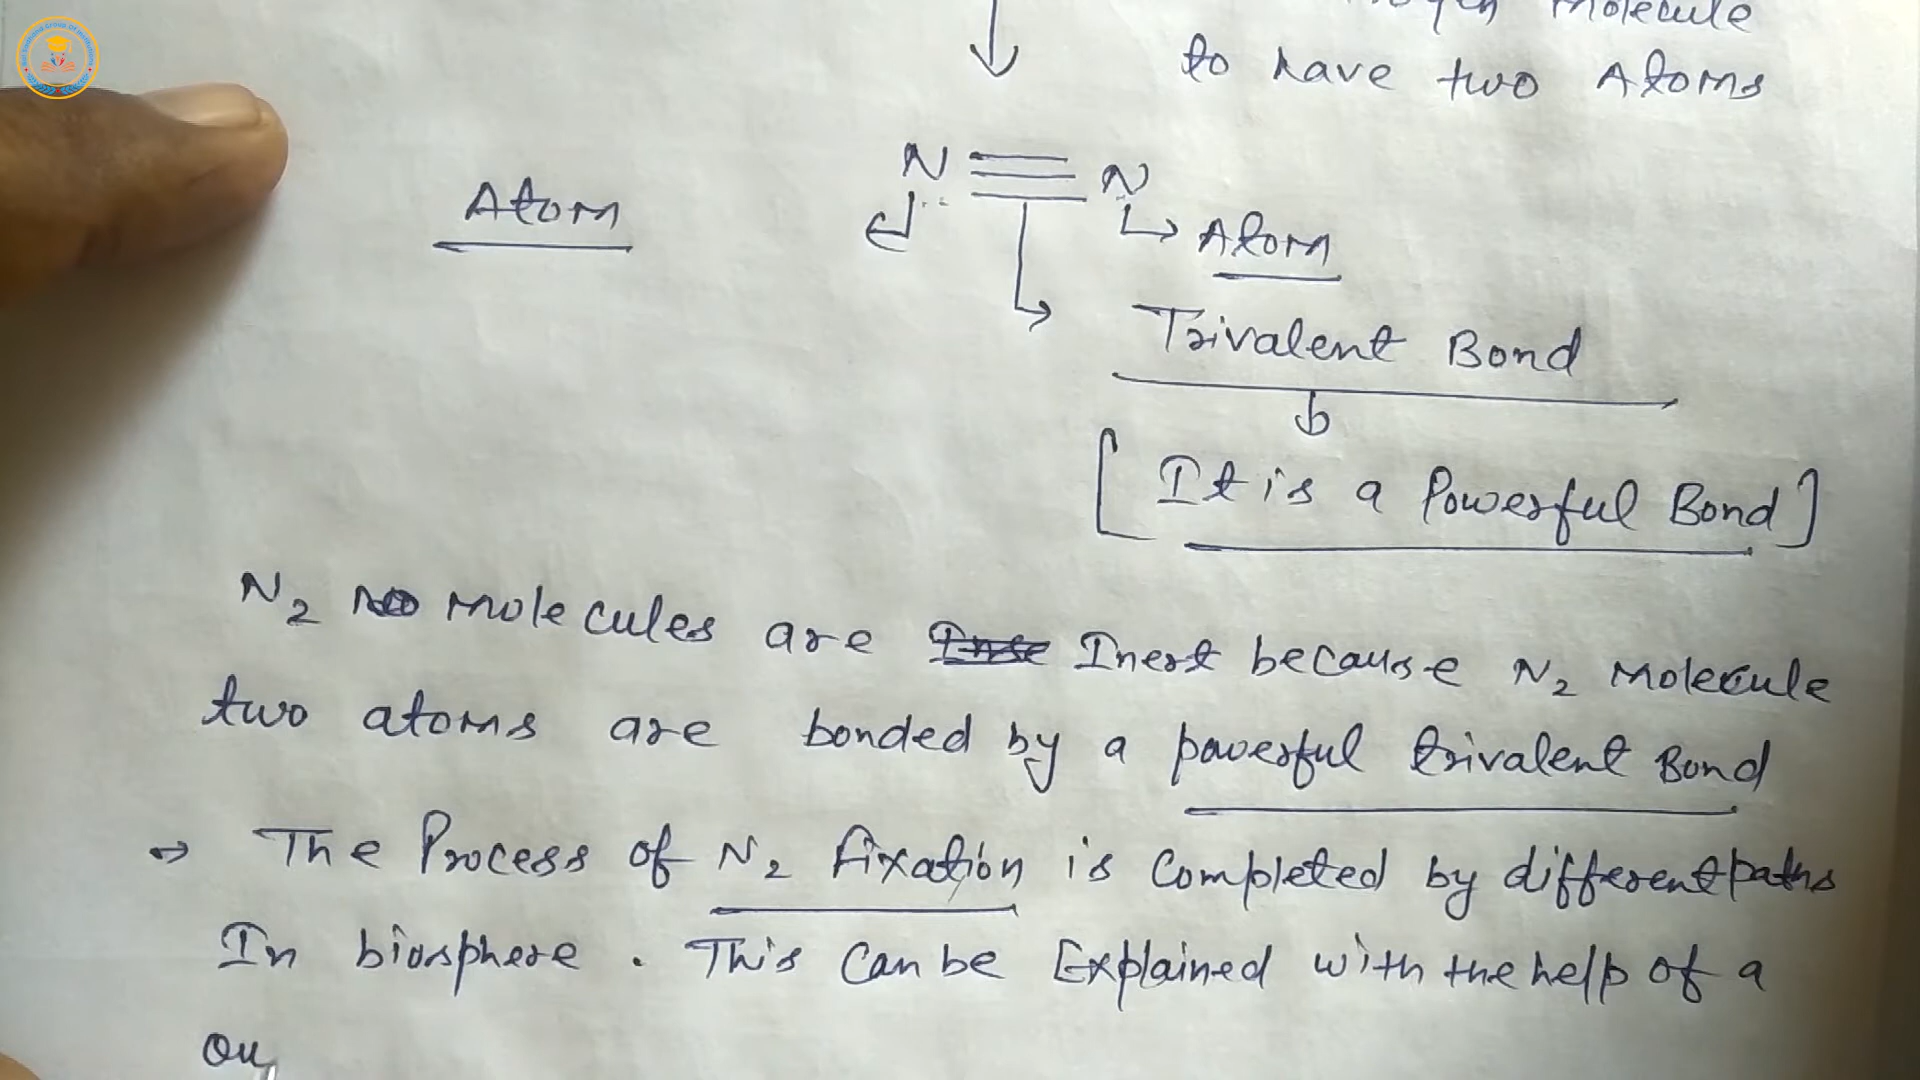 molecule
to have two Atoms
N ≡ N
Atom
Atom
Trivalent Bond
[ It is a Powerful Bond ]
N2 molecules are Inert because N2 molecule
two atoms are bonded by a powerful trivalent Bond
⇒ The Process of N2 fixation is completed by different paths
In biosphere . This can be Explained with the help of a
ou